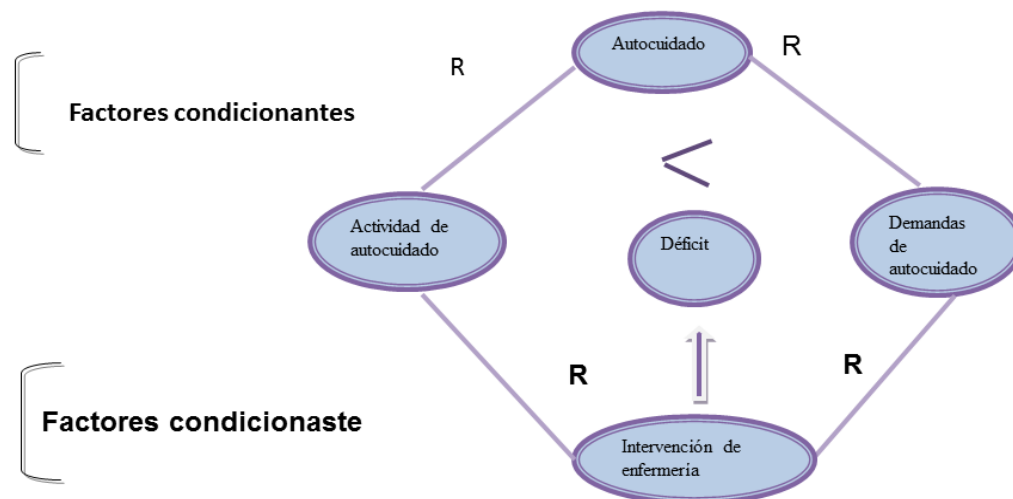 Autocuidado
R
R
Factores condicionantes
<
Actividad de
autocuidado
Déficit
Demandas
de
autocuidado
R
R
Factores condicionaste
Intervención de
enfermería